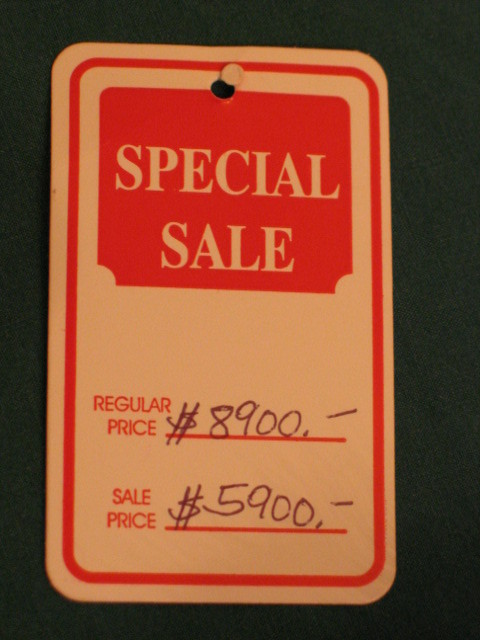 SPECIAL
SALE
REGULAR
PRICE $8900.-
SALE
PRICE $5900.-